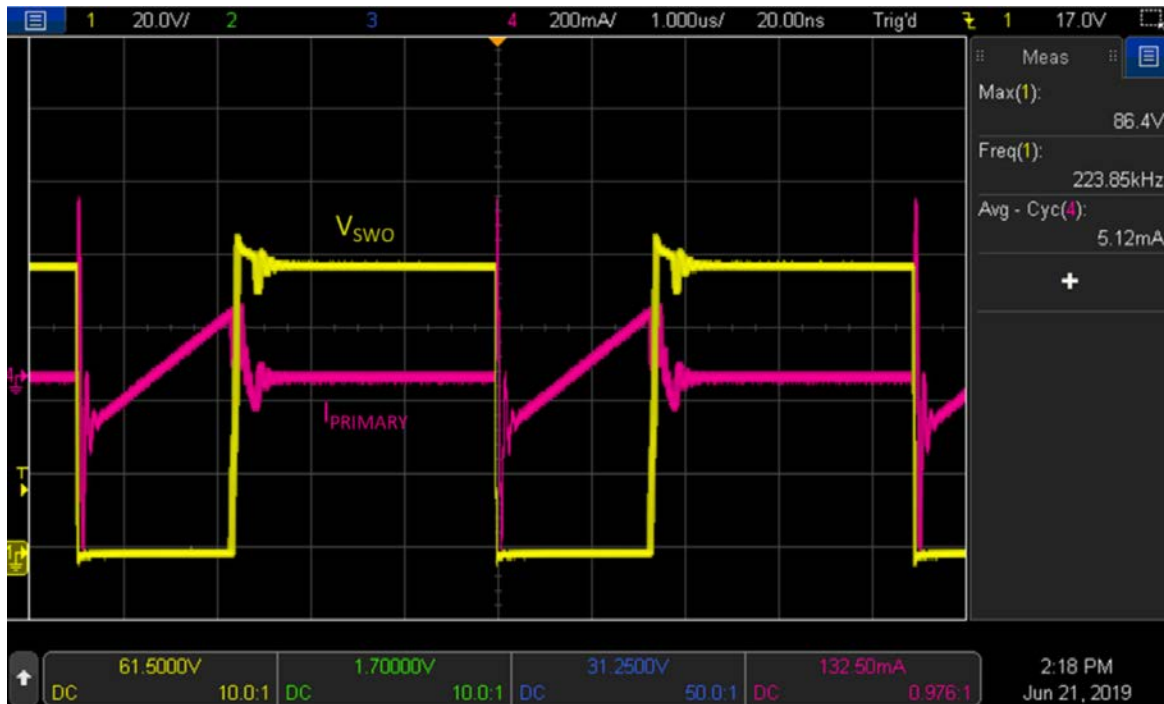 1 20.0V/ 2 3 4 200mA/ 1.000us/ 20.00ns Trig'd 1 17.0V
Meas
Max(1):
86.4V
Freq(1):
223.85kHz
Avg - Cyc(4):
5.12mA
+
VSWO
IPRIMARY
4
T
1
61.5000V 1.70000V 31.2500V 132.50mA
DC 10.0:1 DC 10.0:1 DC 50.0:1 DC 0.976:1
2:18 PM
Jun 21, 2019